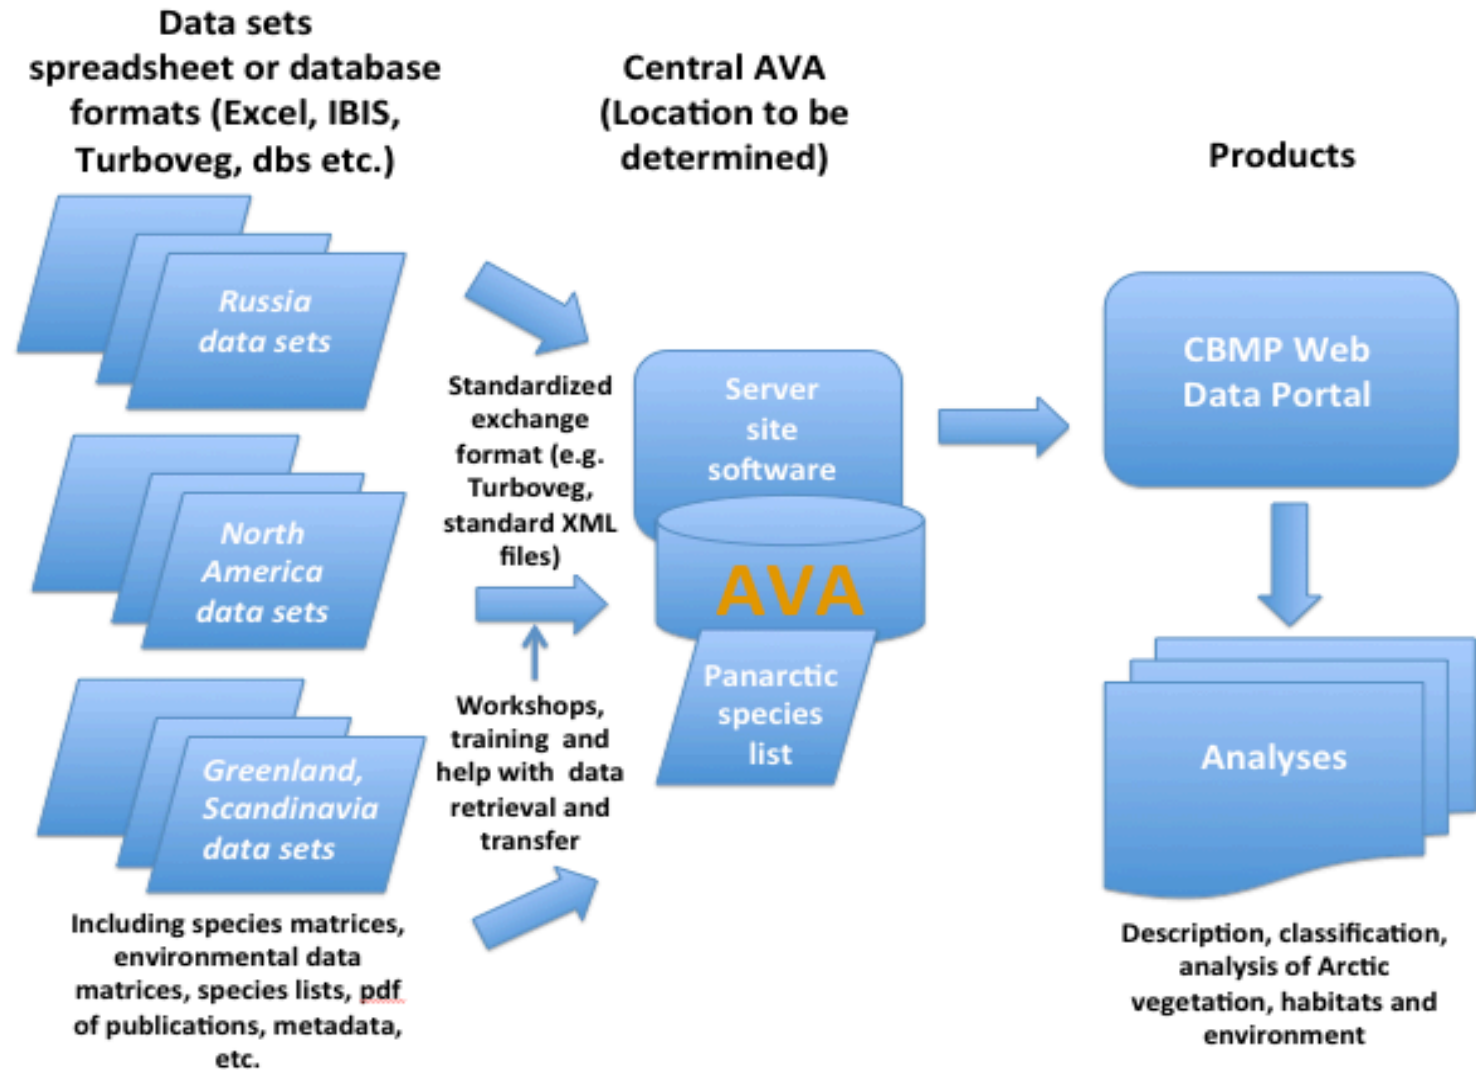 Data sets
spreadsheet or database
formats (Excel, IBIS,
Turboveg, dbs etc.)
Russia
data sets
North
America
data sets
Greenland,
Scandinavia
data sets
Including species matrices,
environmental data
matrices, species lists, pdf
of publications, metadata,
etc.
Standardized
exchange
format (e.g.
Turboveg,
standard XML
files)
Workshops,
training and
help with data
retrieval and
transfer
Central AVA
(Location to be
determined)
Server
site
software
AVA
Panarctic
species
list
Products
CBMP Web
Data Portal
Analyses
Description, classification,
analysis of Arctic
vegetation, habitats and
environment